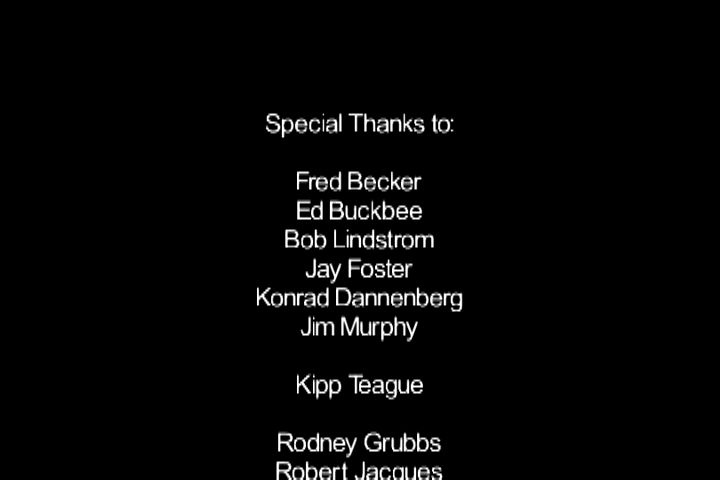 Special Thanks to:
Fred Becker
Ed Buckbee
Bob Lindstrom
Jay Foster
Konrad Dannenberg
Jim Murphy
Kipp Teague
Rodney Grubbs
Robert Jacques